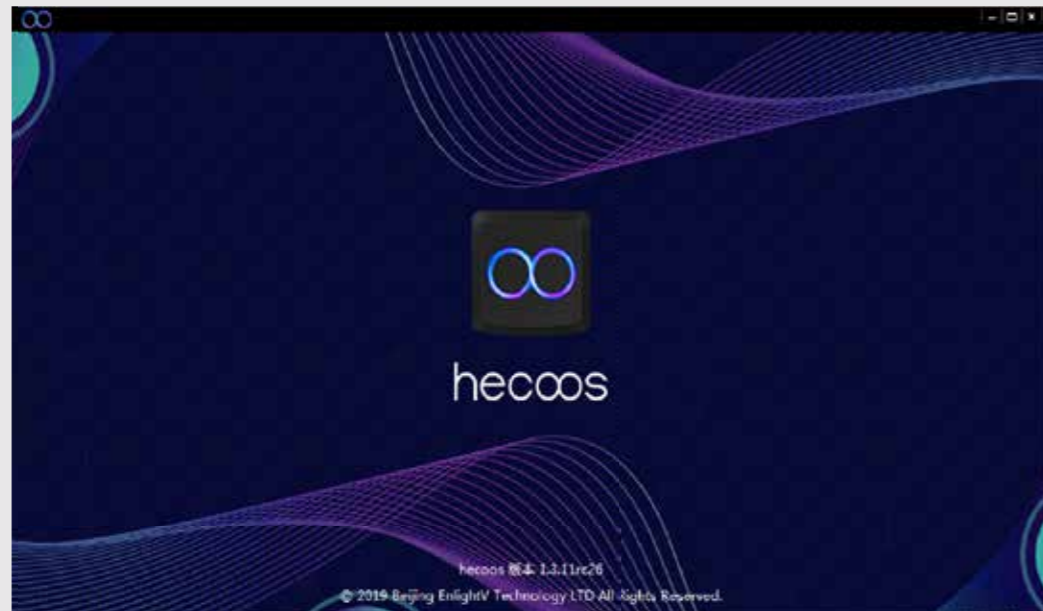 hecoos
hecoos 版本 1.3.11rc26
© 2019 Beijing EnlightV Technology LTD All Rights Reserved.